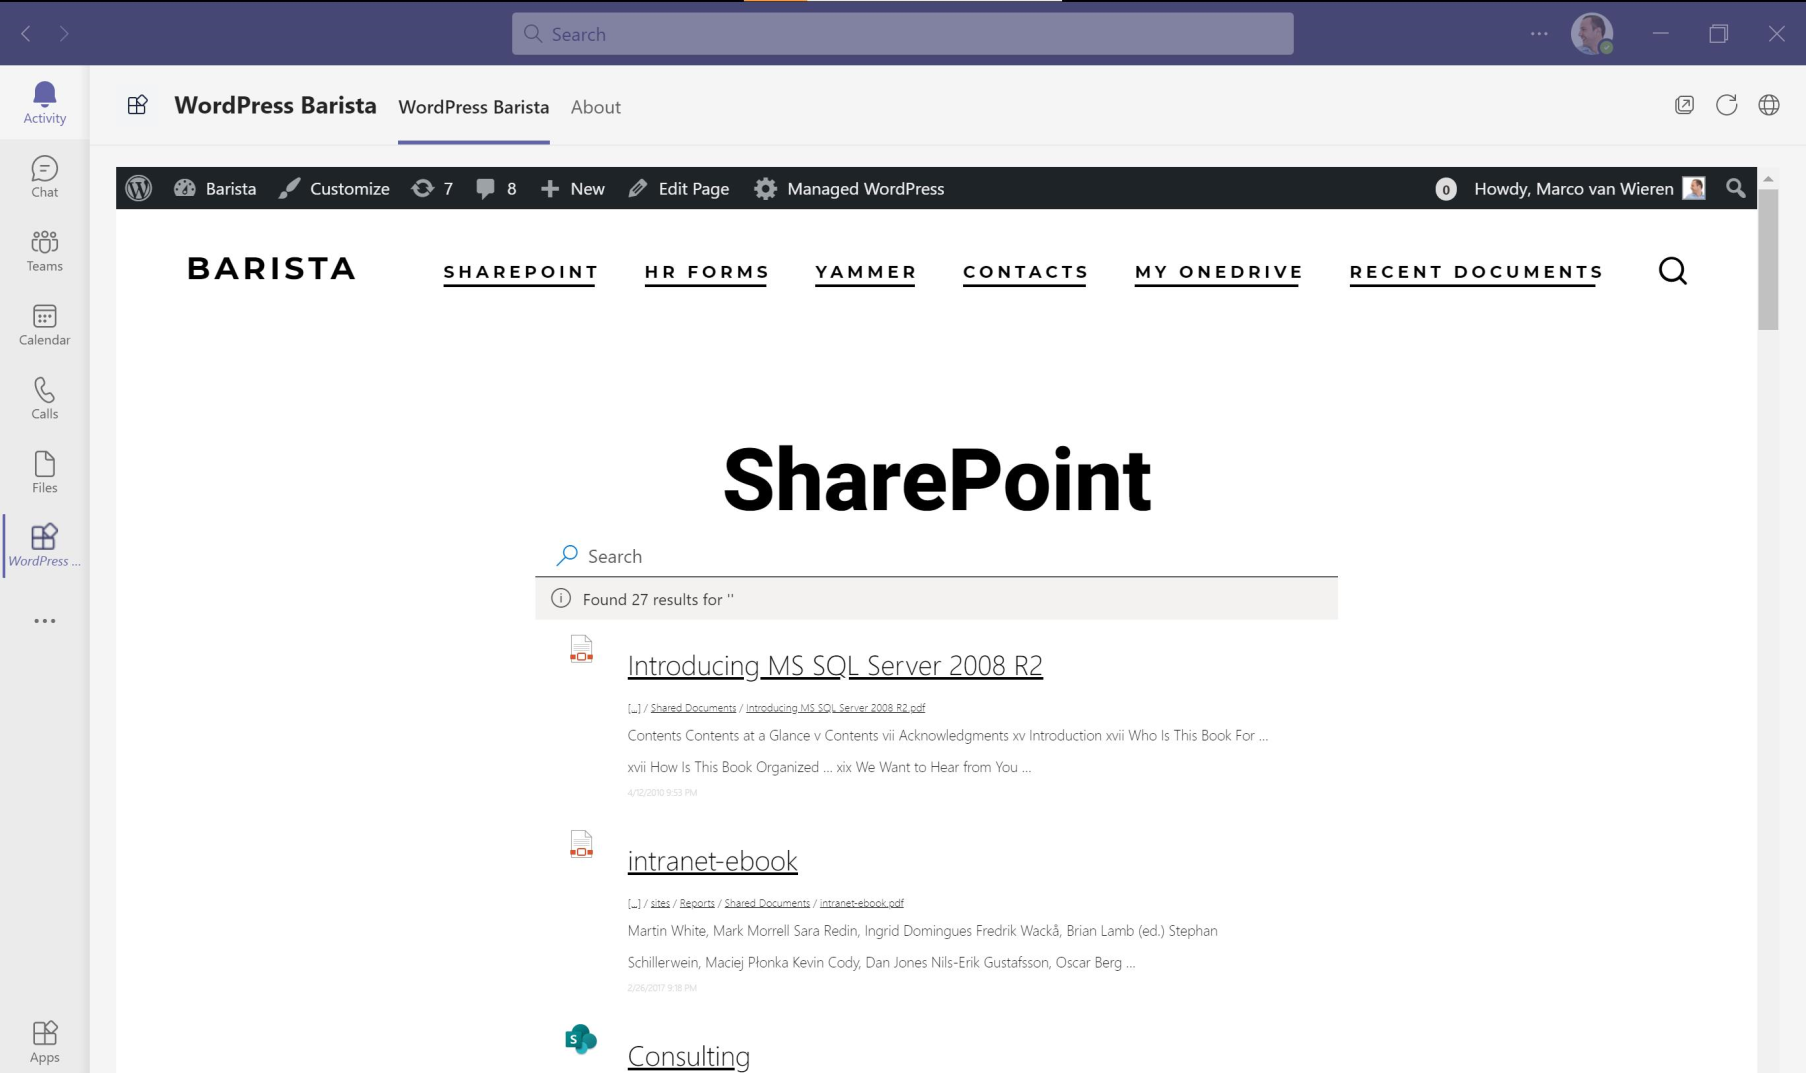 Search
Activity
Chat
Teams
Calendar
Calls
Files
WordPress ...
Apps
WordPress Barista WordPress Barista About
Barista Customize 7 8 New Edit Page Managed WordPress 0 Howdy, Marco van Wieren
BARISTA SHAREPOINT HR FORMS YAMMER CONTACTS MY ONEDRIVE RECENT DOCUMENTS
SharePoint
Search
Found 27 results for ''
Introducing MS SQL Server 2008 R2
[...] / Shared Documents / Introducing MS SQL Server 2008 R2.pdf
Contents Contents at a Glance v Contents vii Acknowledgments xv Introduction xvii Who Is This Book For ...
xvii How Is This Book Organized ... xix We Want to Hear from You ...
4/12/2010 9:53 PM
intranet-ebook
[...] / sites / Reports / Shared Documents / intranet-ebook.pdf
Martin White, Mark Morrell Sara Redin, Ingrid Domingues Fredrik Wackå, Brian Lamb (ed.) Stephan
Schillerwein, Maciej Płonka Kevin Cody, Dan Jones Nils-Erik Gustafsson, Oscar Berg ...
2/26/2017 9:18 PM
S
Consulting